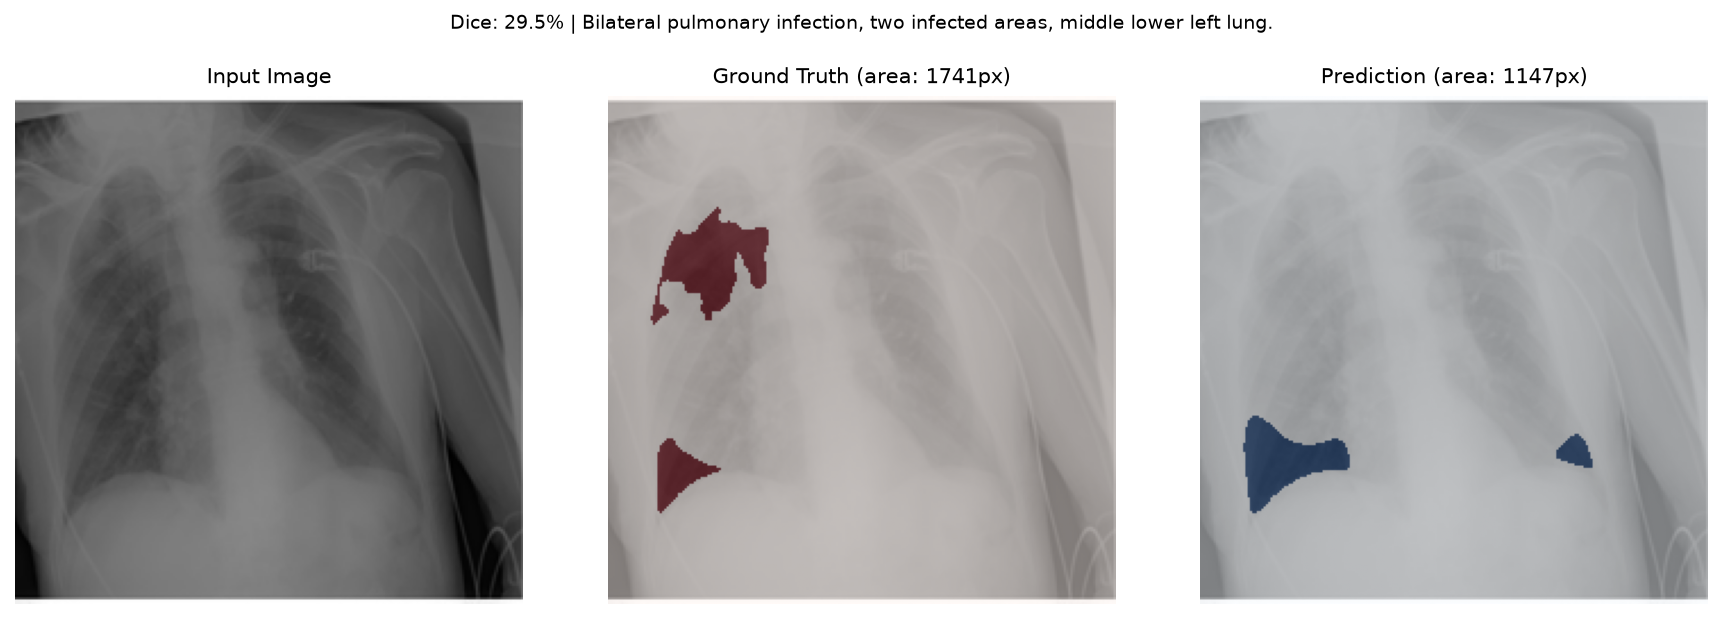 Dice: 29.5% | Bilateral pulmonary infection, two infected areas, middle lower left lung.
Input Image
Ground Truth (area: 1741px)
Prediction (area: 1147px)